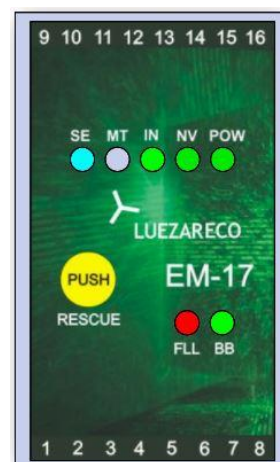 9 10 11 12 13 14 15 16
SE MT IN NV POW
LUEZARECO
PUSH
EM-17
RESCUE
FLL BB
1 2 3 4 5 6 7 8